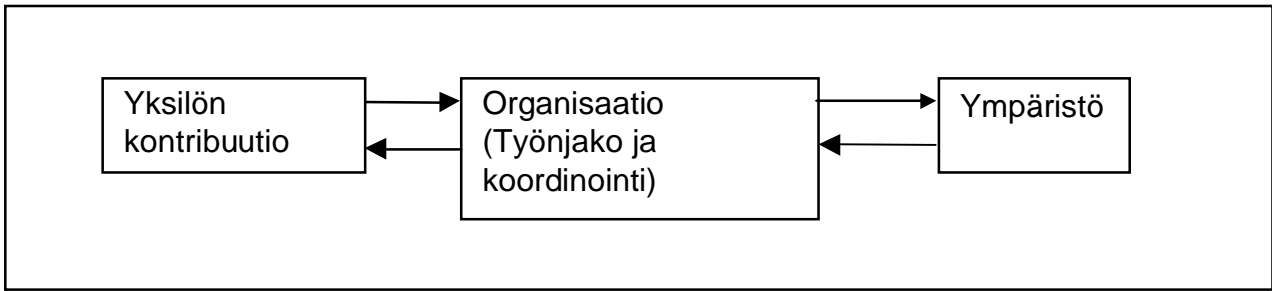 Yksilön
kontribuutio
Organisaatio
(Työnjako ja
koordinointi)
Ympäristö